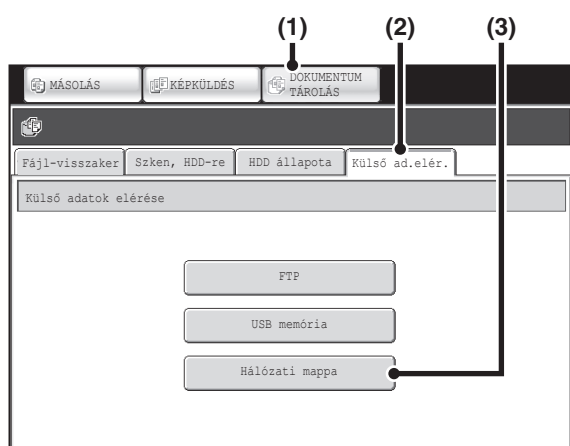 (1) (2) (3)
MÁSOLÁS KÉPKÜLDÉS DOKUMENTUM
TÁROLÁS
Fájl-visszaker Szken, HDD-re HDD állapota Külső ad.elér.
Külső adatok elérése
FTP
USB memória
Hálózati mappa